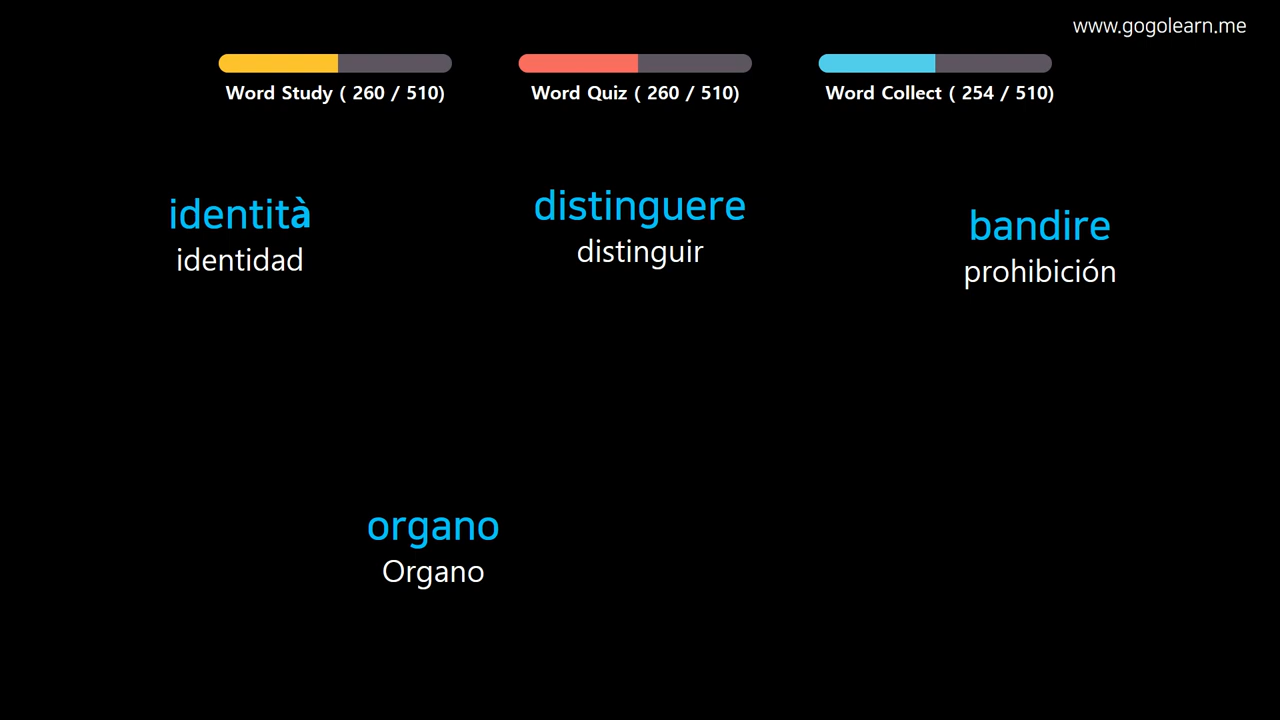 www.gogolearn.me
Word Study ( 260 / 510)
Word Quiz ( 260 / 510)
Word Collect ( 254 / 510)
identità
identidad
distinguere
distinguir
bandire
prohibición
organo
Organo